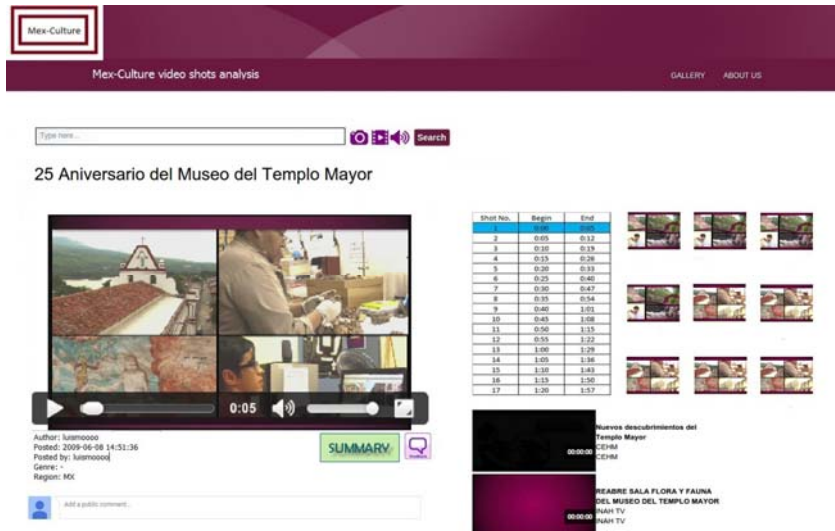 Mex-Culture
Mex-Culture video shots analysis
GALLERY ABOUT US
Type here...
Search
25 Aniversario del Museo del Templo Mayor
0:05
Author: luismoooo
Posted: 2009-06-08 14:51:36
Posted by: luismoooo
Genre: -
Region: MX
SUMMARY
Add a public comment...
Shot No. Begin End
1 0:00 0:05
2 0:05 0:12
3 0:10 0:19
4 0:15 0:26
5 0:20 0:33
6 0:25 0:40
7 0:30 0:47
8 0:35 0:54
9 0:40 1:01
10 0:45 1:08
11 0:50 1:15
12 0:55 1:22
13 1:00 1:29
14 1:05 1:36
15 1:10 1:43
16 1:15 1:50
17 1:20 1:57
00:00:00
Nuevos descubrimientos del
Templo Mayor
CEHM
CEHM
00:00:00
REABRE SALA FLORA Y FAUNA
DEL MUSEO DEL TEMPLO MAYOR
INAH TV
INAH TV